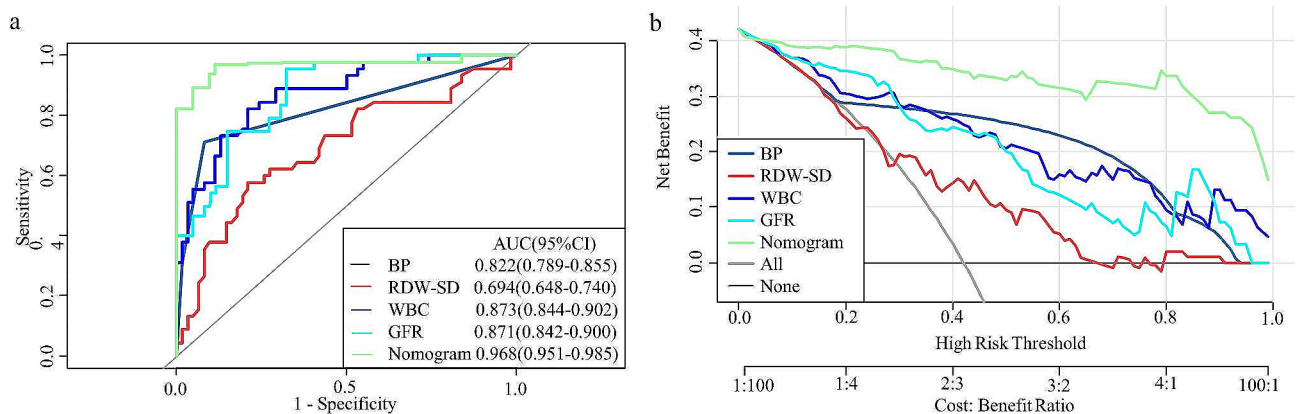 a
Sensitivity
0.0
0.
4
0.6
0.8
1.0
AUC(95%CI)
BP 0.822(0.789-0.855)
RDW-SD 0.694(0.648-0.740)
WBC 0.873(0.844-0.902)
GFR 0.871(0.842-0.900)
Nomogram 0.968(0.951-0.985)
0.0 0.5 1.0
1 - Specificity
b
Net Benefit
0.0
0.1
0.2
0.3
0.4
BP
RDW-SD
WBC
GFR
Nomogram
All
None
0.0 0.2 0.4 0.6 0.8 1.0
High Risk Threshold
1:100 1:4 2:3 3:2 4:1 100:1
Cost: Benefit Ratio